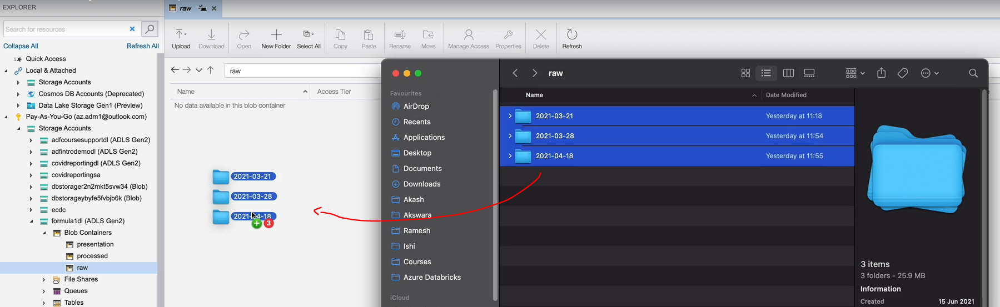 EXPLORER
Search for resources
Collapse All
Refresh All
Quick Access
Local & Attached
Storage Accounts
Cosmos DB Accounts (Deprecated)
Data Lake Storage Gen1 (Preview)
Pay-As-You-Go (az.adm1@outlook.com)
Storage Accounts
adfcoursesupportdl (ADLS Gen2)
adfintrodemodl (ADLS Gen2)
covidreportingdl (ADLS Gen2)
covidreportingsa
dbstorager2n2mkt5svw34 (Blob)
dbstorageybyfe5fvbjb6k (Blob)
ecdc
formula1dl (ADLS Gen2)
Blob Containers
presentation
processed
raw
File Shares
Queues
Tables
raw
Upload
Download
Open
New Folder
Select All
Copy
Paste
Rename
Move
Manage Access
Properties
Delete
Refresh
raw
Name
Access Tier
No data available in this blob container
2021-03-21
2021-03-28
2021-04-18
3
Favourites
AirDrop
Recents
Applications
Desktop
Documents
Downloads
Akash
Akswara
Ramesh
Ishi
Courses
Azure Databricks
iCloud
raw
Name
Date Modified
2021-03-21
Yesterday at 11:18
2021-03-28
Yesterday at 11:54
2021-04-18
Yesterday at 11:55
3 items
3 folders - 25.9 MB
Information
Created
15 Jun 2021